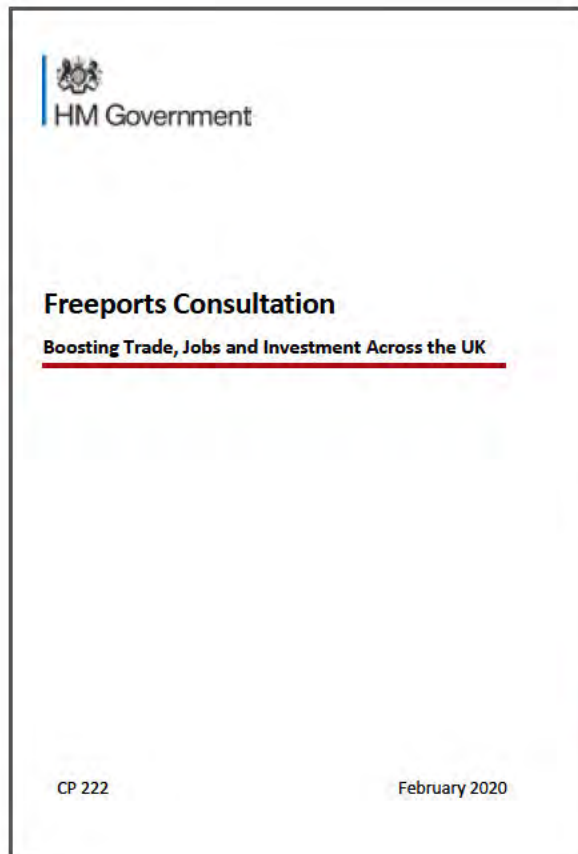 HM Government
Freeports Consultation
Boosting Trade, Jobs and Investment Across the UK
CP 222 February 2020